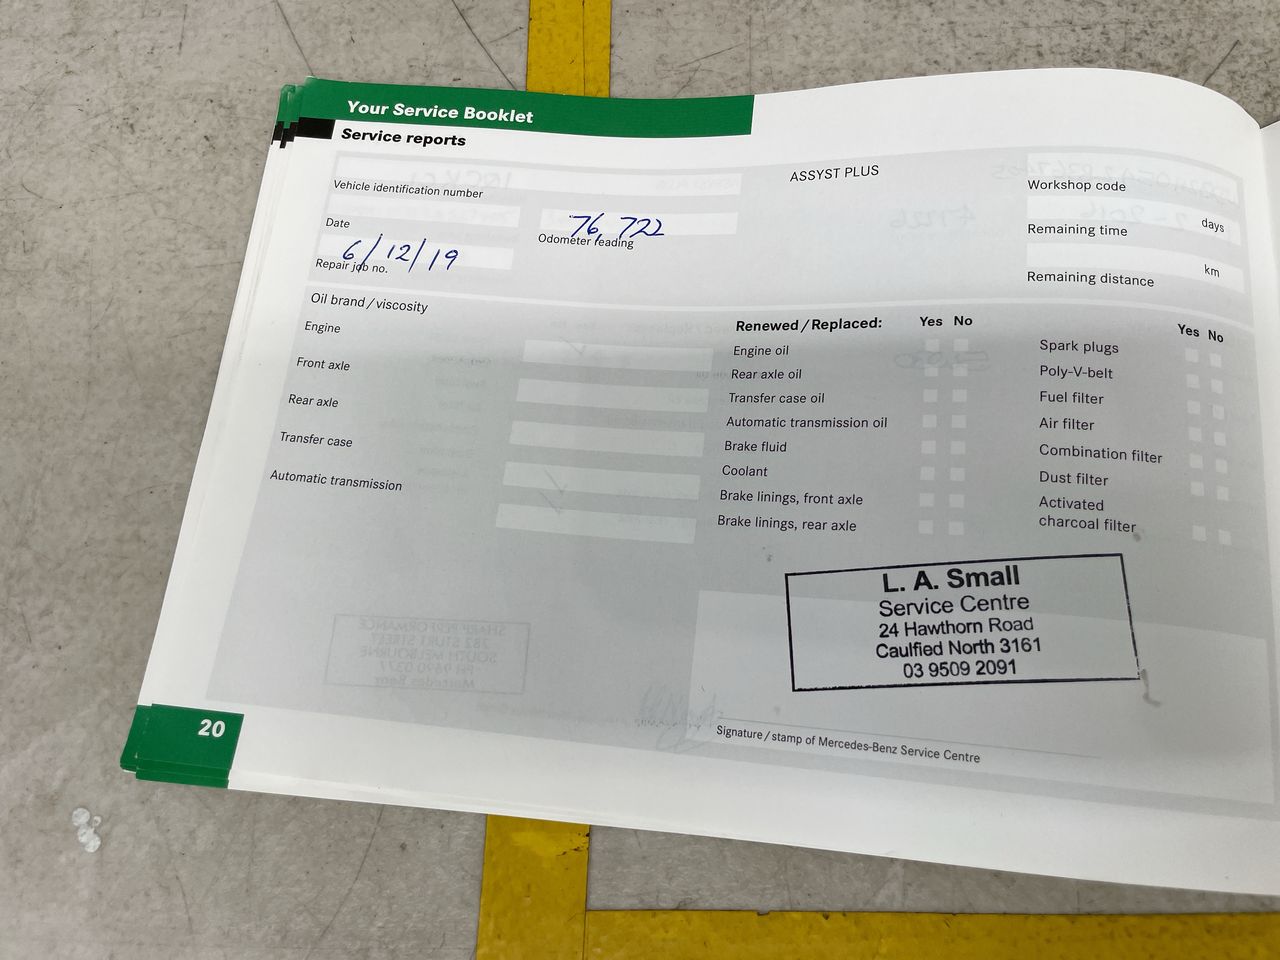 Your Service Booklet
Service reports
ASSYST PLUS
Vehicle identification number
Workshop code
Date
76,722
Odometer reading
Remaining time
days
6/12/19
Repair job no.
Remaining distance
km
Oil brand / viscosity
Engine
Front axle
Rear axle
Transfer case
Automatic transmission
Renewed / Replaced: Yes No
Engine oil
Rear axle oil
Transfer case oil
Automatic transmission oil
Brake fluid
Coolant
Brake linings, front axle
Brake linings, rear axle
Yes No
Spark plugs
Poly-V-belt
Fuel filter
Air filter
Combination filter
Dust filter
Activated
charcoal filter
L. A. Small
Service Centre
24 Hawthorn Road
Caulfied North 3161
03 9509 2091
Signature / stamp of Mercedes-Benz Service Centre
20